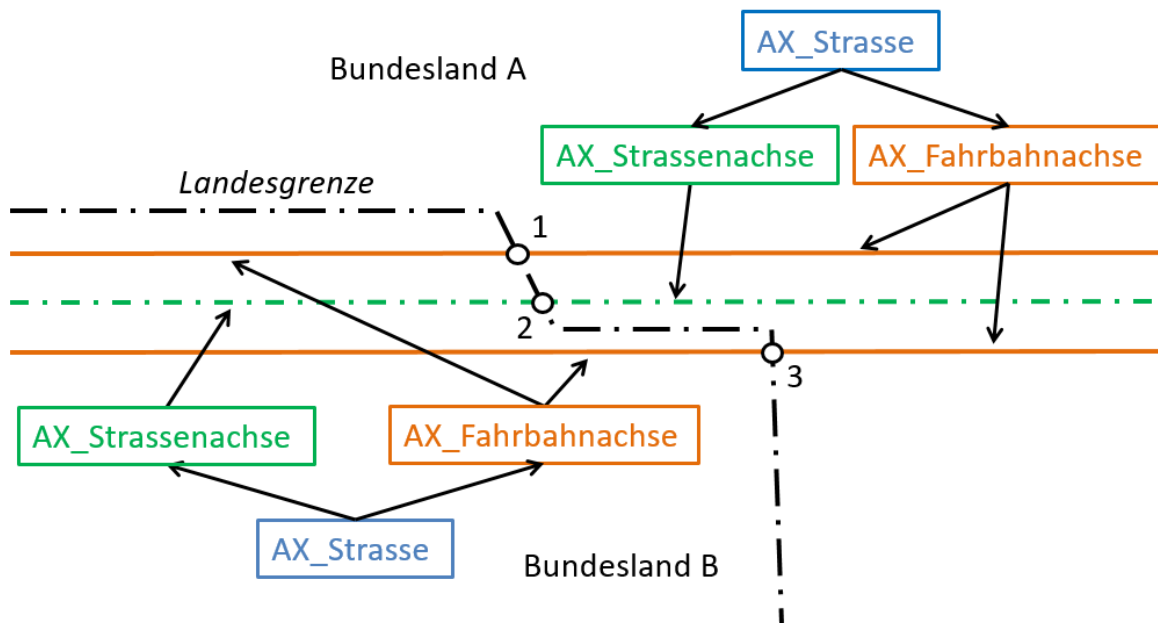 AX_Strasse
Bundesland A
AX_Strassenachse
AX_Fahrbahnachse
Landesgrenze
1
2
3
AX_Strassenachse
AX_Fahrbahnachse
AX_Strasse
Bundesland B